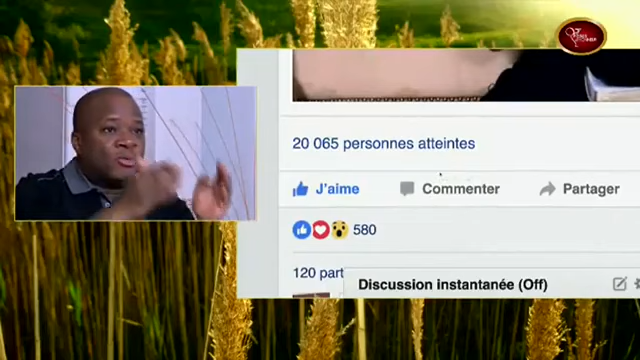 20 065 personnes atteintes
J'aime
Commenter
Partager
580
120 part
Discussion instantanée (Off)